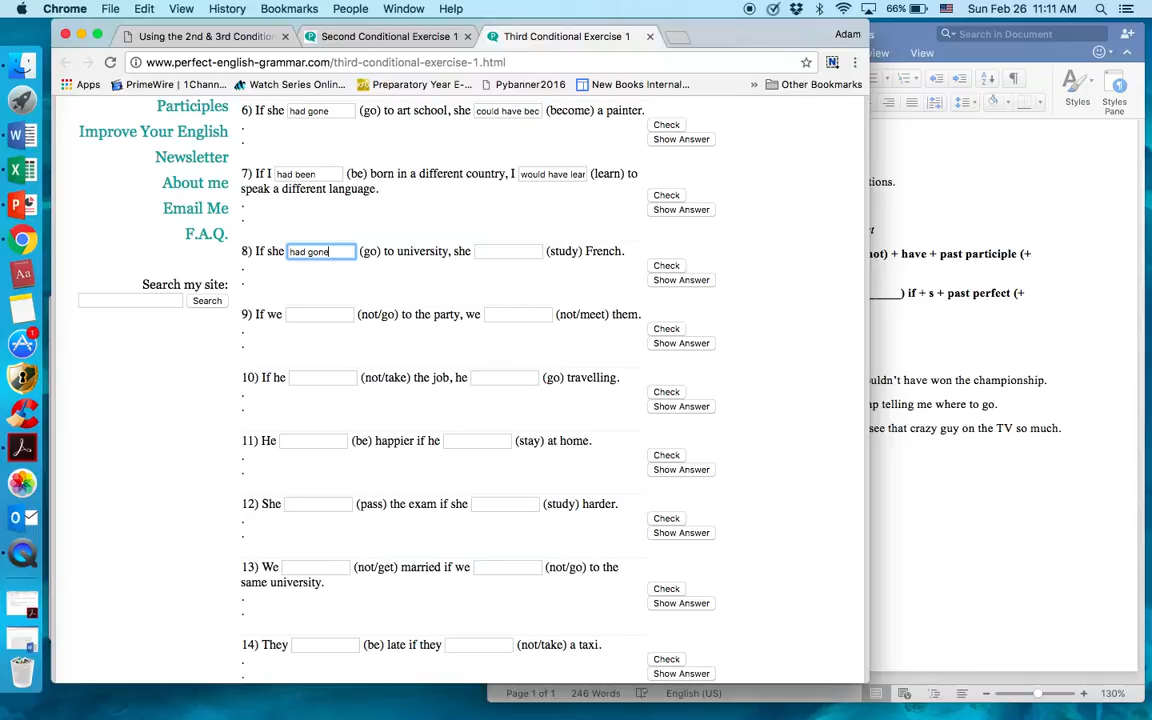 Chrome File Edit View History Bookmarks People Window Help 66% Sun Feb 26 11:11 AM
Using the 2nd & 3rd Conditio Second Conditional Exercise 1 Third Conditional Exercise 1 Adam
www.perfect-english-grammar.com/third-conditional-exercise-1.html
Apps PrimeWire | 1Chann... Watch Series Onlin... Preparatory Year E-... Pybanner2016 New Books Internal... » Other Bookmarks
Search in Document
View
Styles Styles Pane
Participles
Improve Your English
Newsletter
About me
Email Me
F.A.Q.
Search my site:
Search
6) If she had gone (go) to art school, she could have bec (become) a painter.
Check
Show Answer
7) If I had been (be) born in a different country, I would have lear (learn) to
speak a different language.
Check
Show Answer
8) If she had gone (go) to university, she (study) French.
Check
Show Answer
9) If we (not/go) to the party, we (not/meet) them.
Check
Show Answer
10) If he (not/take) the job, he (go) travelling.
Check
Show Answer
11) He (be) happier if he (stay) at home.
Check
Show Answer
12) She (pass) the exam if she (study) harder.
Check
Show Answer
13) We (not/get) married if we (not/go) to the
same university.
Check
Show Answer
14) They (be) late if they (not/take) a taxi.
Check
Show Answer
tions.
not) + have + past participle (+
) if + s + past perfect (+
uldn't have won the championship.
ap telling me where to go.
see that crazy guy on the TV so much.
Page 1 of 1 246 Words English (US) 130%